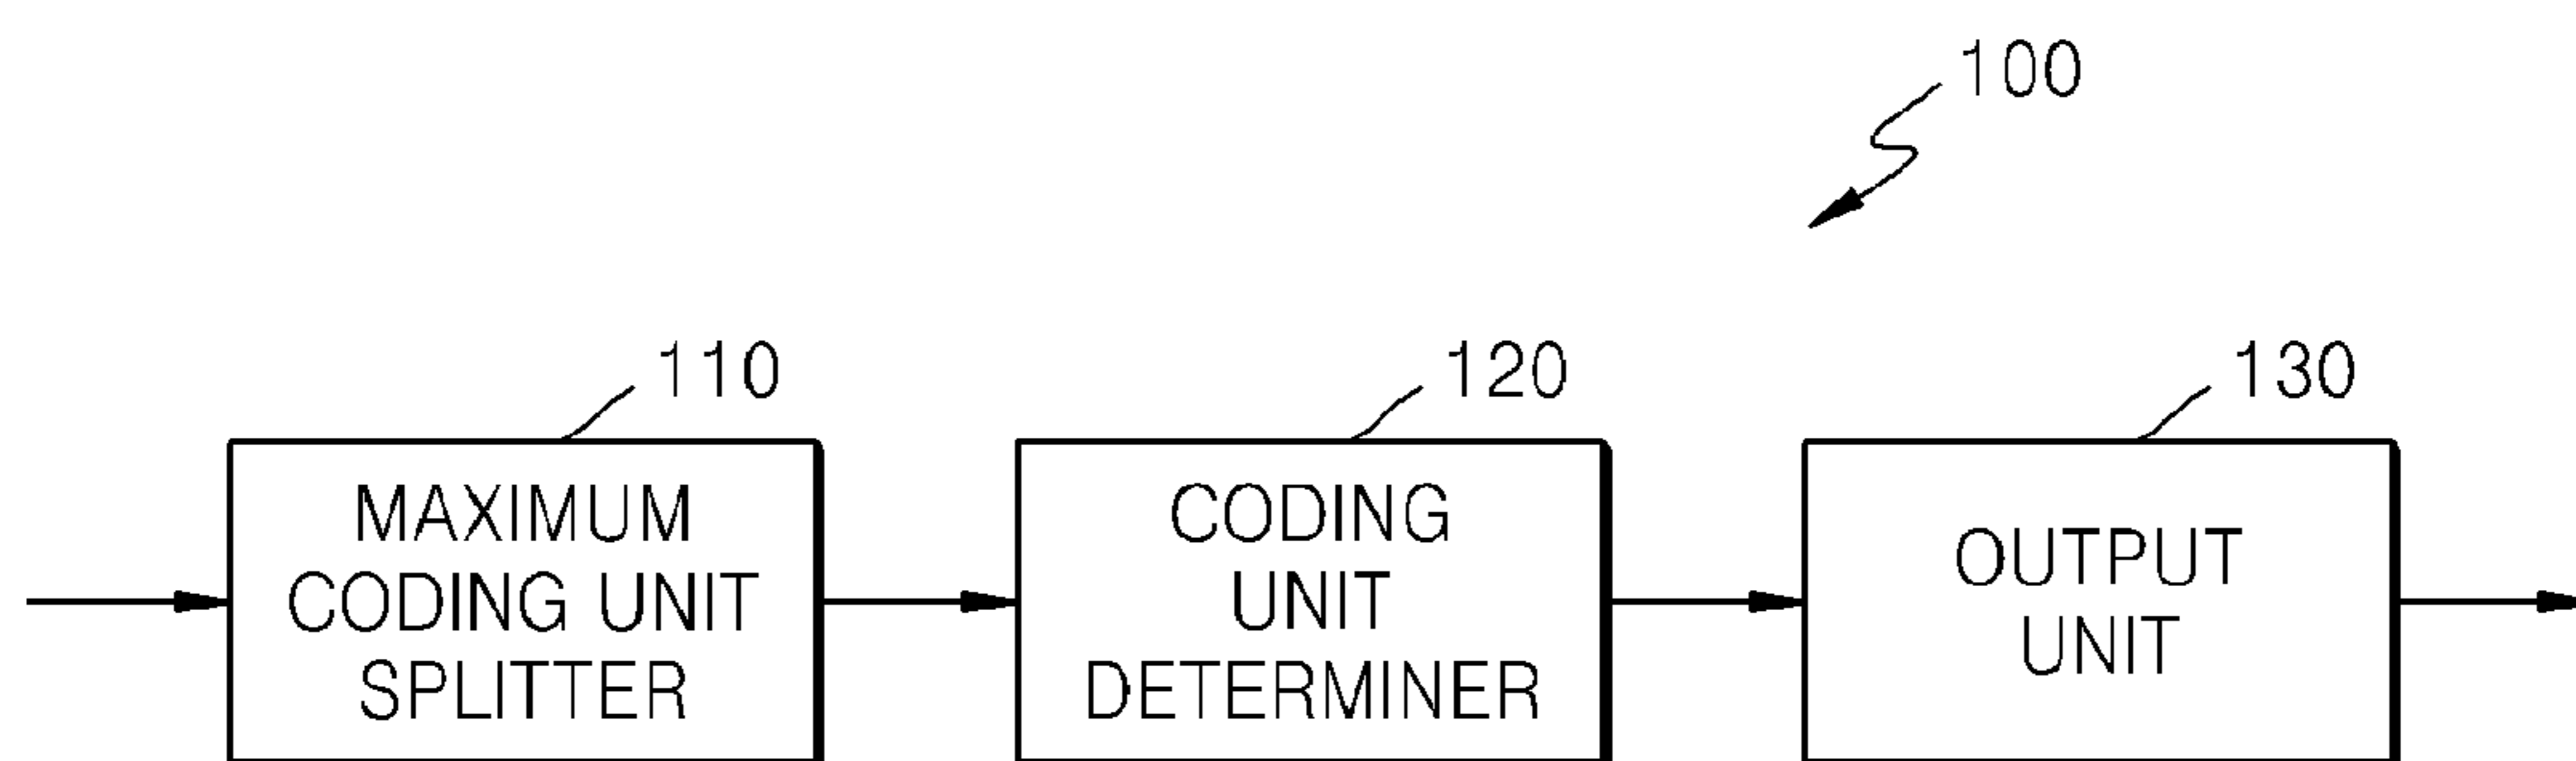 100
110
120
130
MAXIMUM
CODING UNIT
SPLITTER
CODING
UNIT
DETERMINER
OUTPUT
UNIT